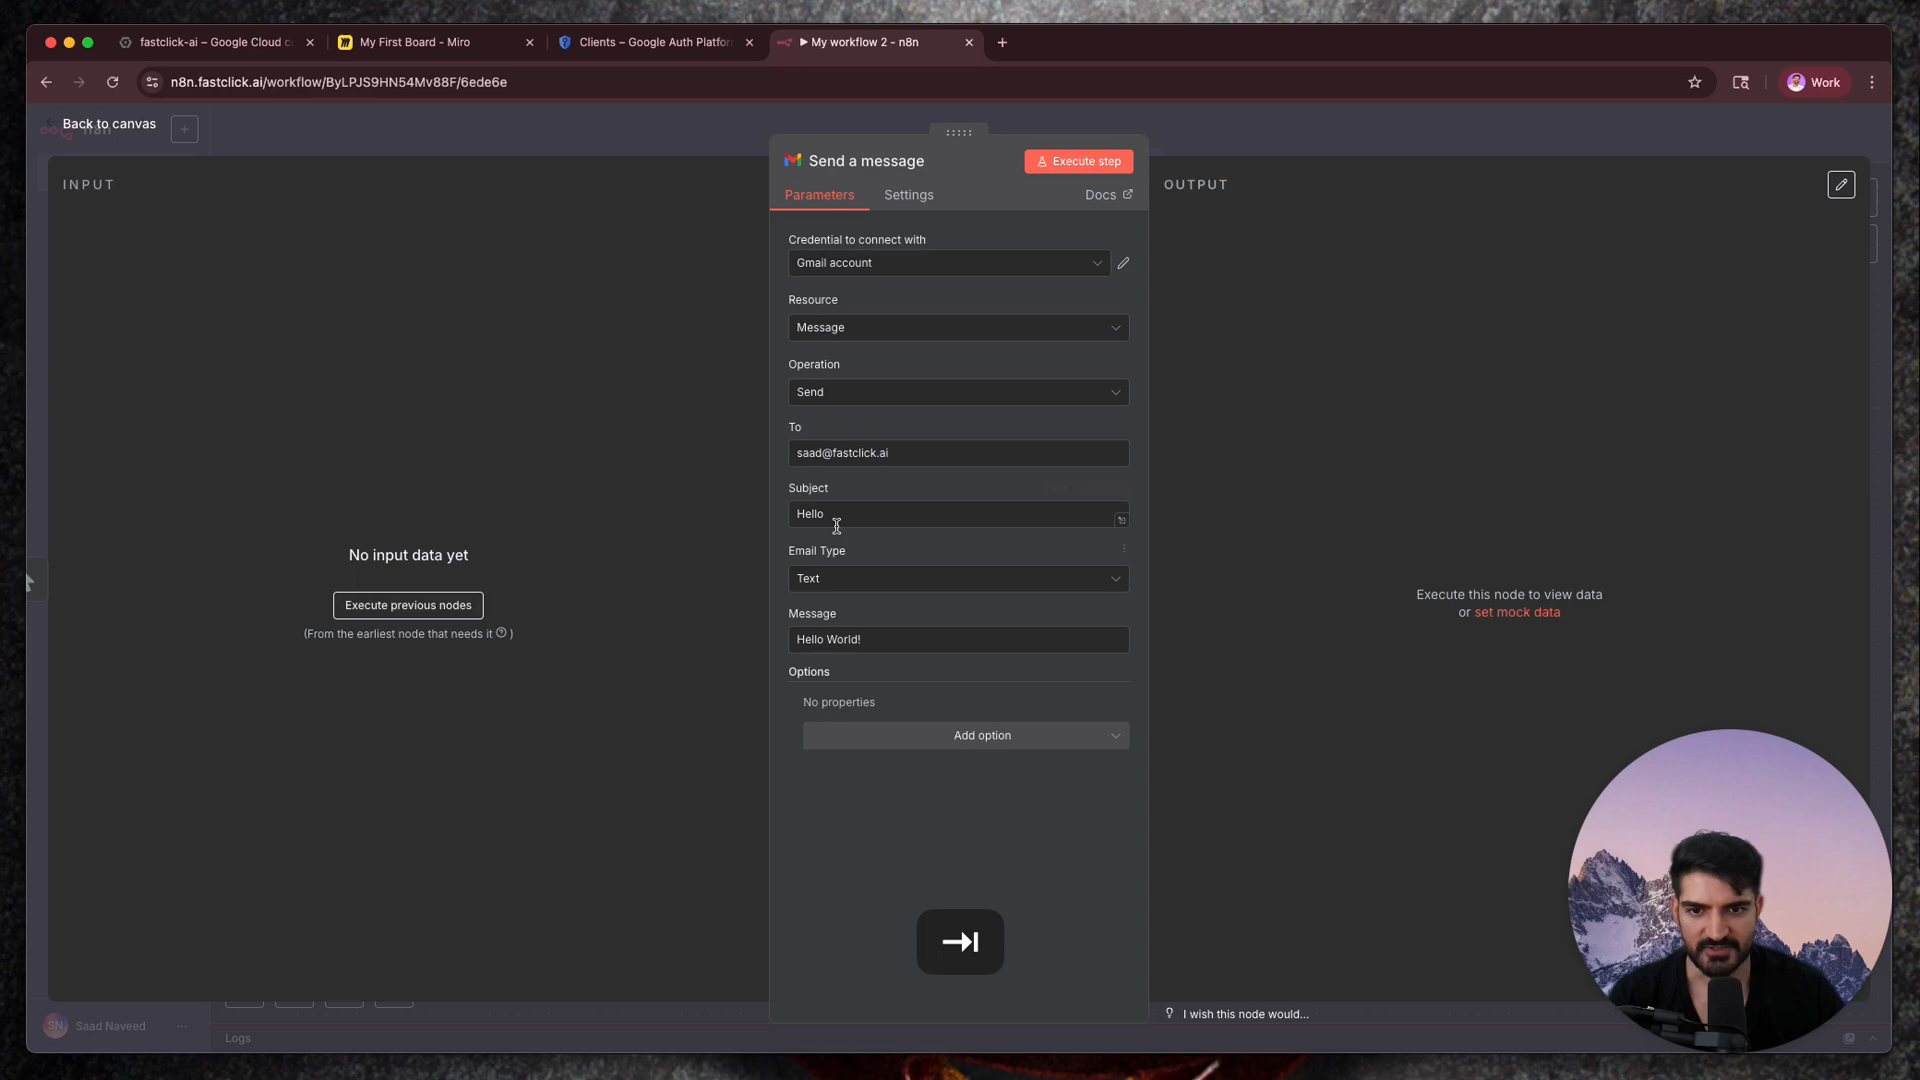 fastclick-ai – Google Cloud c
My First Board - Miro
Clients – Google Auth Platfor
My workflow 2 - n8n
n8n.fastclick.ai/workflow/ByLPJS9HN54Mv88F/6ede6e
Work
Back to canvas
n8n
INPUT
Send a message
Execute step
OUTPUT
Parameters
Settings
Docs
Credential to connect with
Gmail account
Resource
Message
Operation
Send
To
saad@fastclick.ai
Subject
Hello
Email Type
Text
Message
Hello World!
Options
No properties
Add option
No input data yet
Execute previous nodes
(From the earliest node that needs it ? )
Execute this node to view data
or set mock data
I wish this node would...
SN
Saad Naveed
Logs